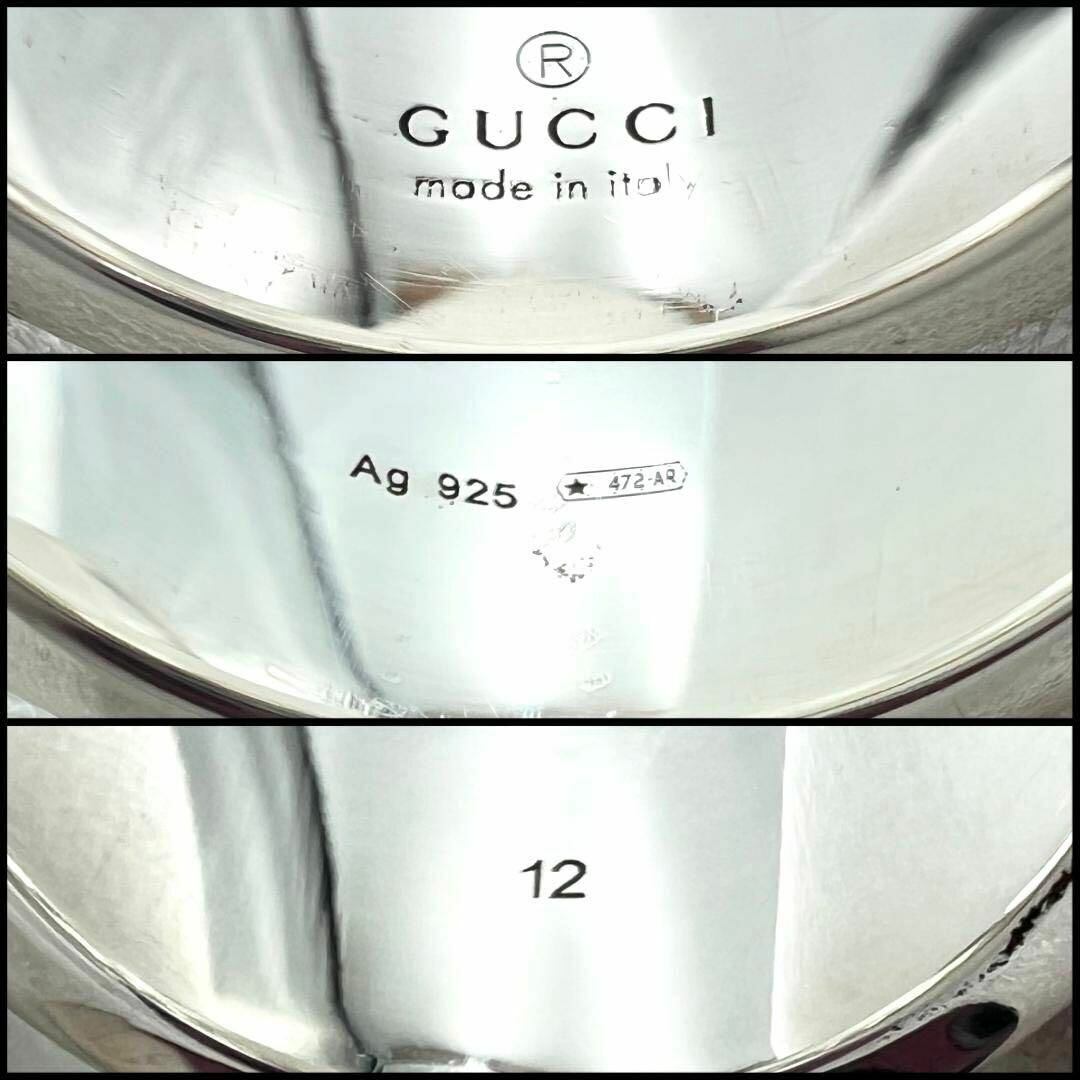 ®
GUCCI
made in italy
Ag 925 ★ 472-AR
12